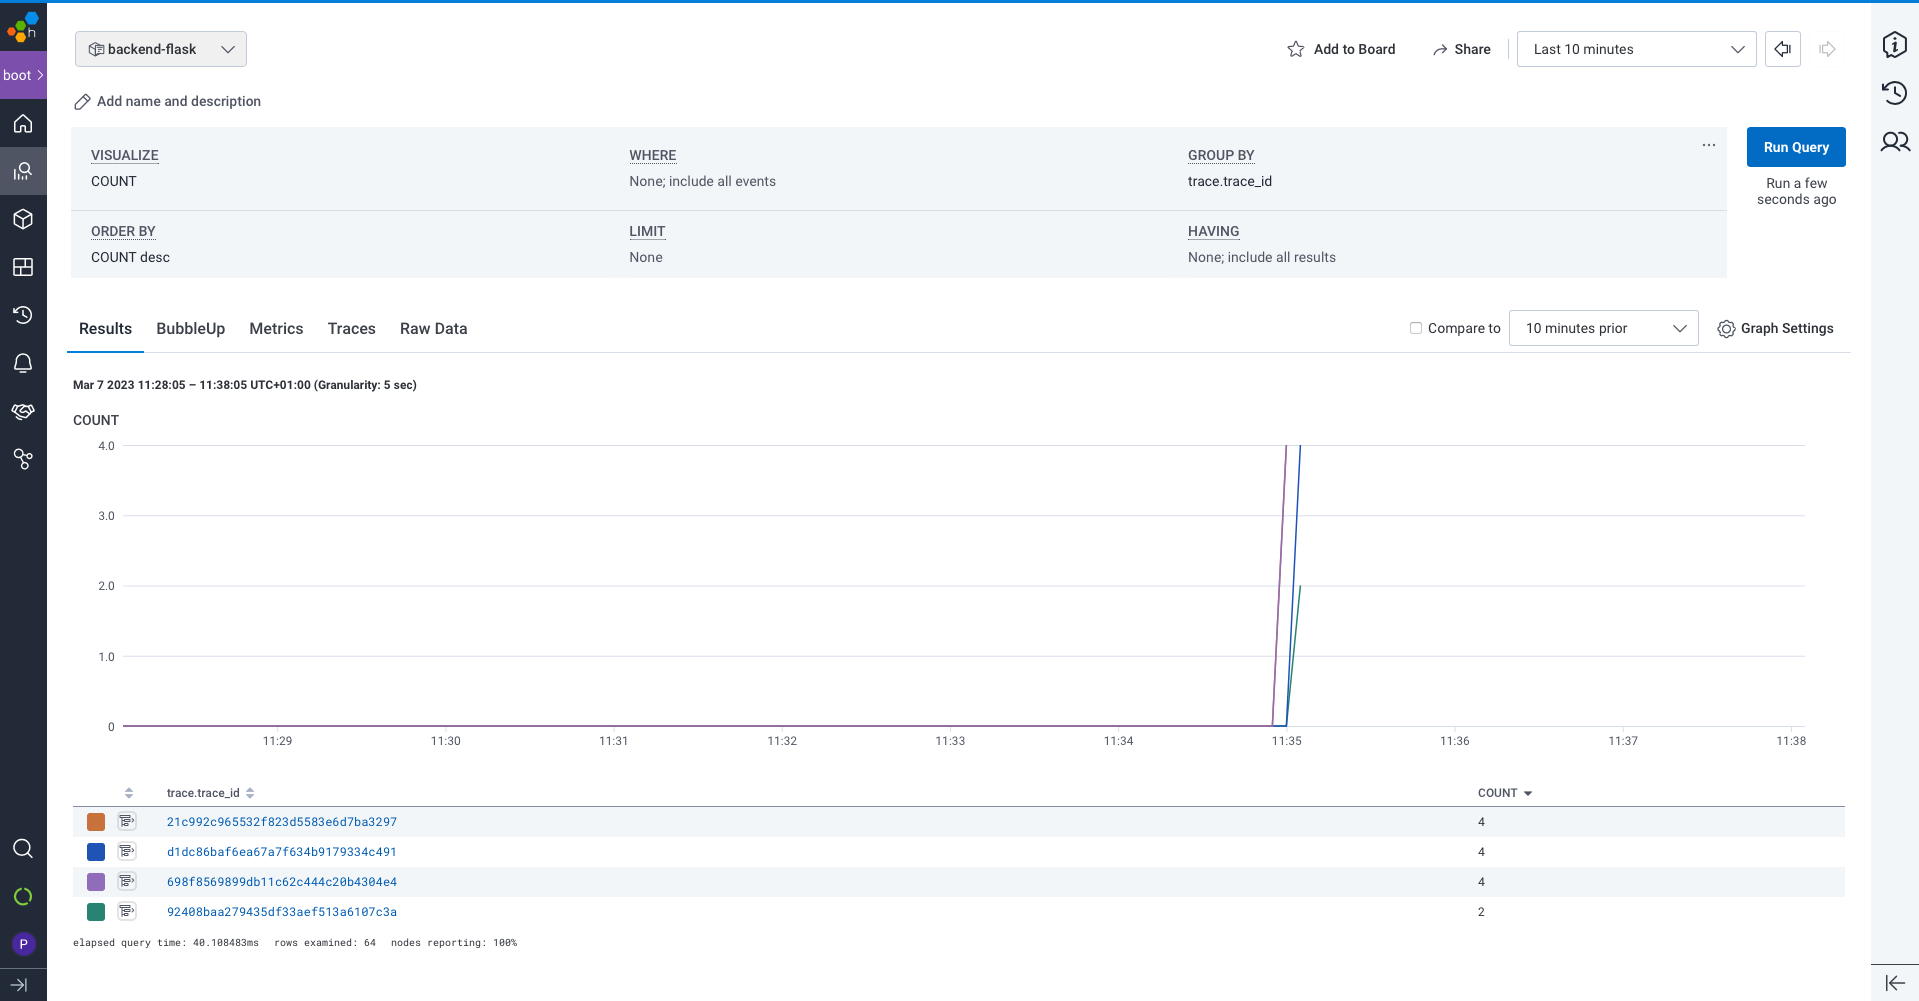 h
backend-flask
Add to Board
Share
Last 10 minutes
boot
Add name and description
VISUALIZE
COUNT
WHERE
None; include all events
GROUP BY
trace.trace_id
Run Query
Run a few
seconds ago
ORDER BY
COUNT desc
LIMIT
None
HAVING
None; include all results
Results
BubbleUp
Metrics
Traces
Raw Data
Compare to
10 minutes prior
Graph Settings
Mar 7 2023 11:28:05 – 11:38:05 UTC+01:00 (Granularity: 5 sec)
COUNT
4.0
3.0
2.0
1.0
0
11:29
11:30
11:31
11:32
11:33
11:34
11:35
11:36
11:37
11:38
trace.trace_id
COUNT
21c992c965532f823d5583e6d7ba3297
4
d1dc86baf6ea67a7f634b9179334c491
4
698f8569899db11c62c444c20b4304e4
4
92408baa279435df33aef513a6107c3a
2
elapsed query time: 40.108483ms rows examined: 64 nodes reporting: 100%
P